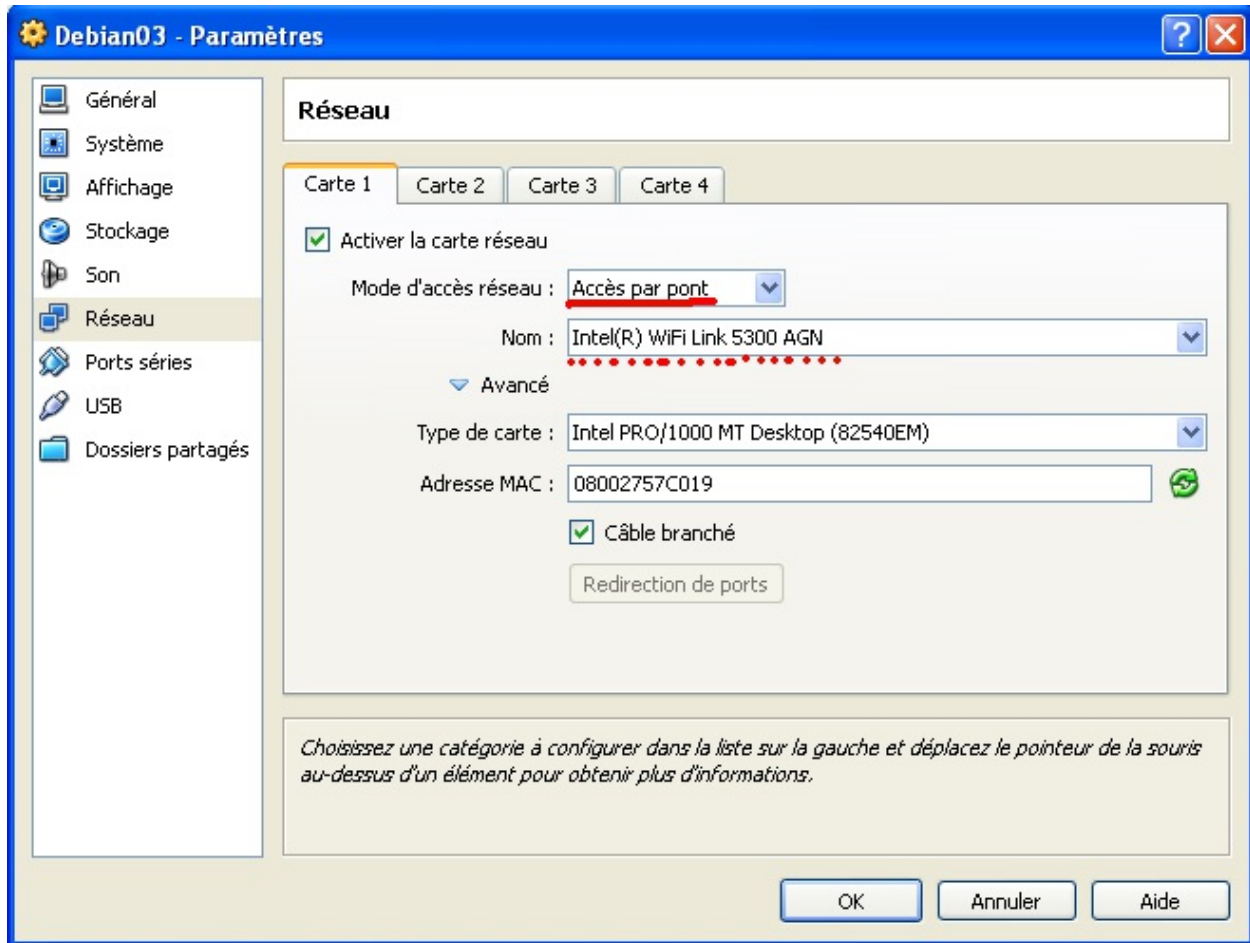 Debian03 - Paramètres
Général
Système
Affichage
Stockage
Son
Réseau
Ports séries
USB
Dossiers partagés
Réseau
Carte 1 Carte 2 Carte 3 Carte 4
Activer la carte réseau
Mode d'accès réseau : Accès par pont
Nom : Intel(R) WiFi Link 5300 AGN
Avancé
Type de carte : Intel PRO/1000 MT Desktop (82540EM)
Adresse MAC : 08002757C019
Câble branché
Redirection de ports
Choisissez une catégorie à configurer dans la liste sur la gauche et déplacez le pointeur de la souris
au-dessus d'un élément pour obtenir plus d'informations.
OK Annuler Aide